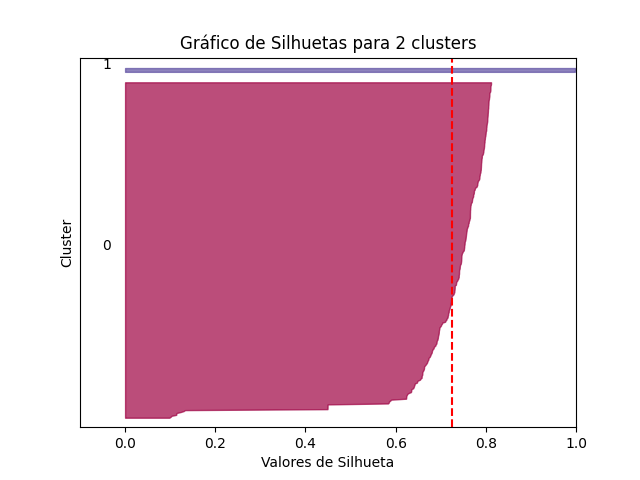 Gráfico de Silhuetas para 2 clusters
1
0
Cluster
0.0 0.2 0.4 0.6 0.8 1.0
Valores de Silhueta